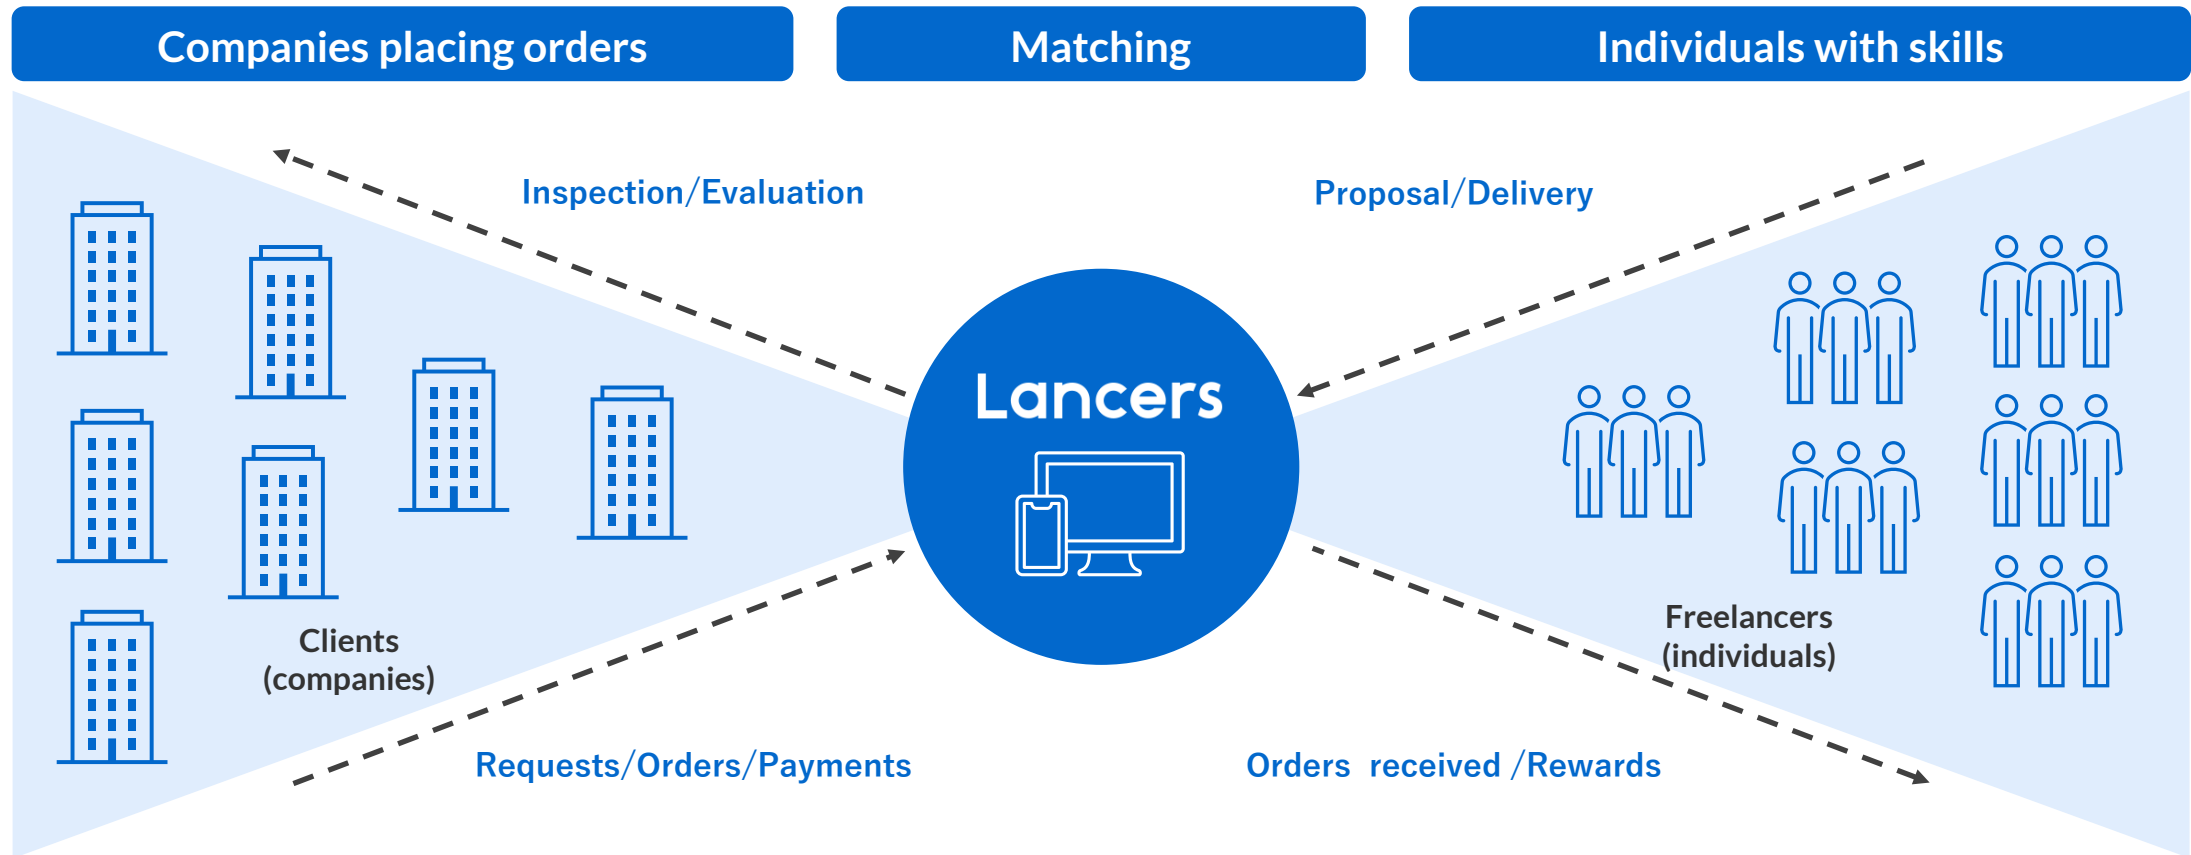 Companies placing orders
Matching
Individuals with skills
Inspection/Evaluation
Proposal/Delivery
Lancers
Clients
(companies)
Freelancers
(individuals)
Requests/Orders/Payments
Orders received /Rewards